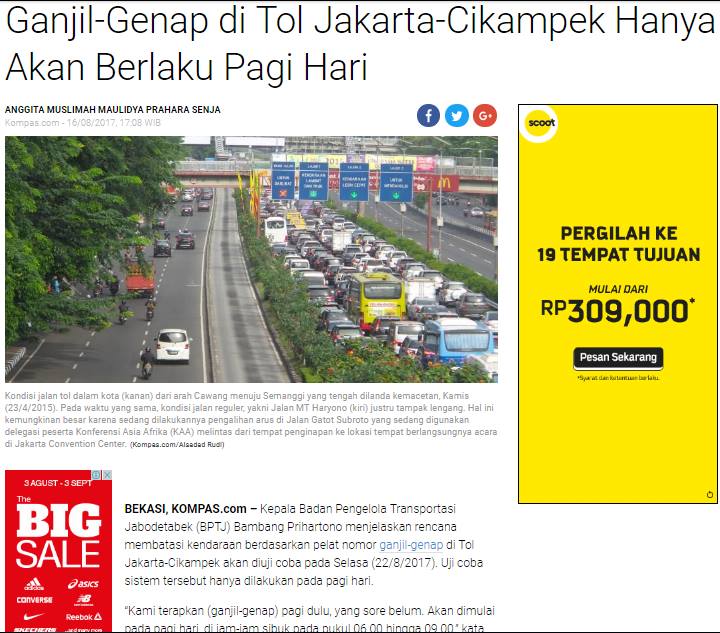 Ganjil-Genap di Tol Jakarta-Cikampek Hanya
Akan Berlaku Pagi Hari
ANGGITA MUSLIMAH MAULIDYA PRAHARA SENJA
Kompas.com - 16/08/2017, 17:08 WIB
Kondisi jalan tol dalam kota (kanan) dari arah Cawang menuju Semanggi yang tengah dilanda kemacetan, Kamis
(23/4/2015). Pada waktu yang sama, kondisi jalan reguler, yakni Jalan MT Haryono (kiri) justru tampak lengang. Hal ini
kemungkinan besar karena sedang dilakukannya pengalihan arus di Jalan Gatot Subroto yang sedang digunakan
delegasi peserta Konferensi Asia Afrika (KAA) melintas dari tempat penginapan ke lokasi tempat berlangsungnya acara
di Jakarta Convention Center. (Kompas.com/Alsadad Rudi)
BEKASI, KOMPAS.com – Kepala Badan Pengelola Transportasi
Jabodetabek (BPTJ) Bambang Prihartono menjelaskan rencana
membatasi kendaraan berdasarkan pelat nomor ganjil-genap di Tol
Jakarta-Cikampek akan diuji coba pada Selasa (22/8/2017). Uji coba
sistem tersebut hanya dilakukan pada pagi hari.
"Kami terapkan (ganjil-genap) pagi dulu, yang sore belum. Akan dimulai
pada pagi hari, di jam-jam sibuk pada pukul 06.00 hingga 09.00," kata
3 AGUST - 3 SEPT
The
BIG
SALE
adidas
asics
CONVERSE
new balance
Reebok
...and many more
scoot
PERGILAH KE
19 TEMPAT TUJUAN
MULAI DARI
RP309,000*
Pesan Sekarang
*Syarat dan ketentuan berlaku.